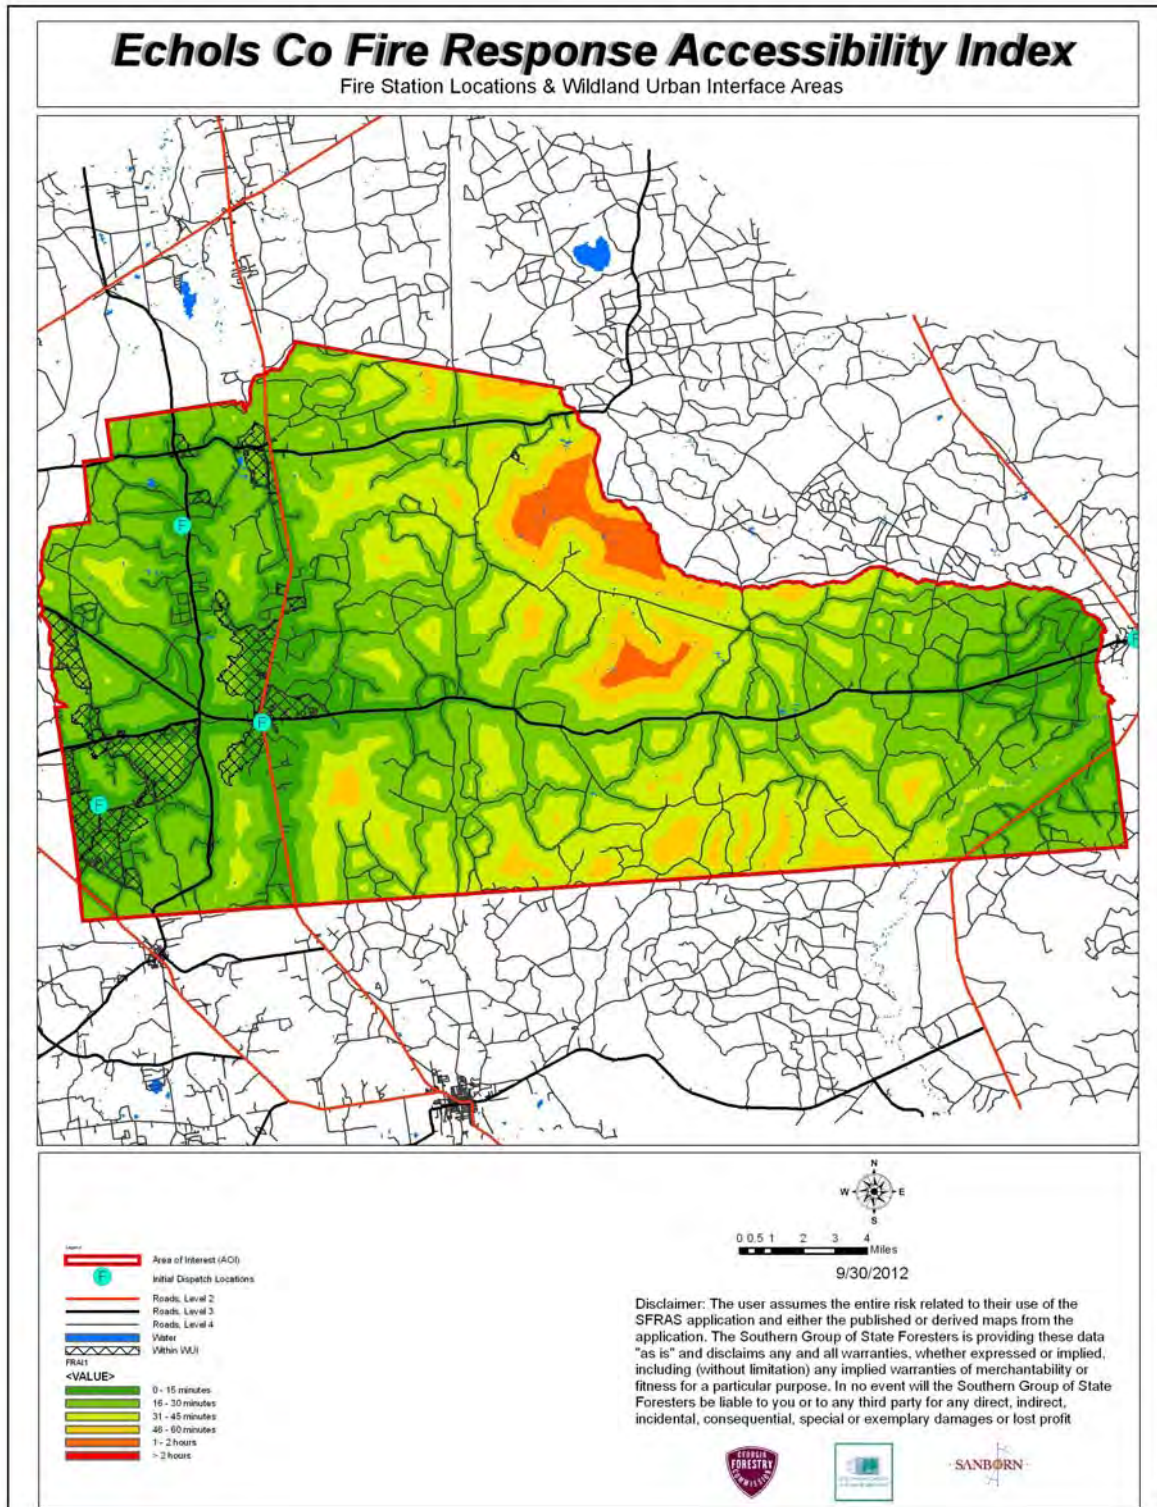 Echols Co Fire Response Accessibility Index
Fire Station Locations & Wildland Urban Interface Areas
F
F
F
F
F
N
W
E
S
0 0.5 1 2 3 4
Miles
9/30/2012
Legend
Area of Interest (AOI)
F
Initial Dispatch Locations
Roads, Level 2
Roads, Level 3
Roads, Level 4
Water
Within WUI
FRAI1
<VALUE>
0 - 15 minutes
16 - 30 minutes
31 - 45 minutes
46 - 60 minutes
1 - 2 hours
> 2 hours
Disclaimer: The user assumes the entire risk related to their use of the
SFRAS application and either the published or derived maps from the
application. The Southern Group of State Foresters is providing these data
"as is" and disclaims any and all warranties, whether expressed or implied,
including (without limitation) any implied warranties of merchantability or
fitness for a particular purpose. In no event will the Southern Group of State
Foresters be liable to you or to any third party for any direct, indirect,
incidental, consequential, special or exemplary damages or lost profit
GEORGIA
FORESTRY
COMMISSION
SANBORN